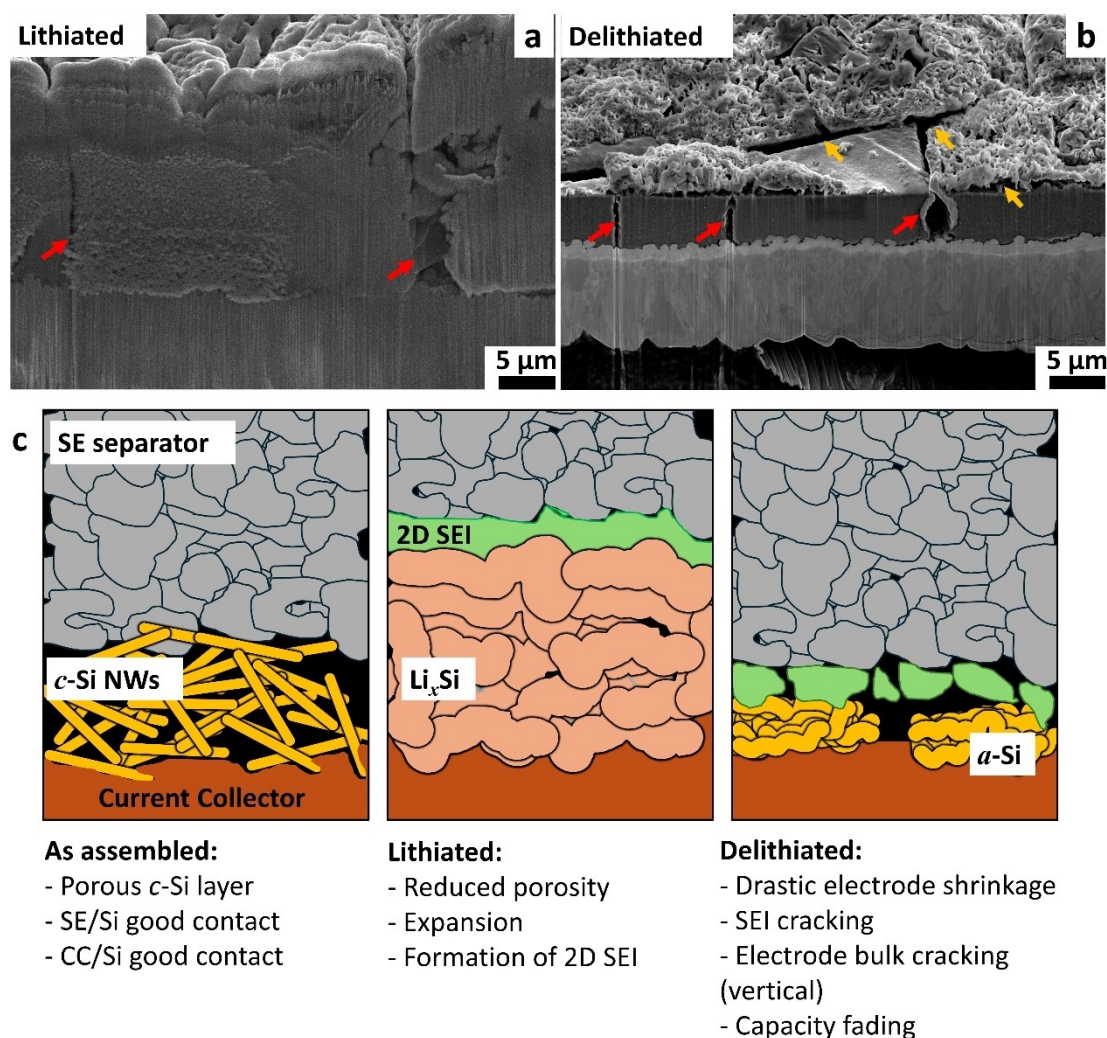 Lithiated
a
5 µm
Delithiated
b
5 µm
c
SE separator
c-Si NWs
Current Collector
2D SEI
LiₓSi
a-Si
As assembled:
- Porous c-Si layer
- SE/Si good contact
- CC/Si good contact
Lithiated:
- Reduced porosity
- Expansion
- Formation of 2D SEI
Delithiated:
- Drastic electrode shrinkage
- SEI cracking
- Electrode bulk cracking
(vertical)
- Capacity fading